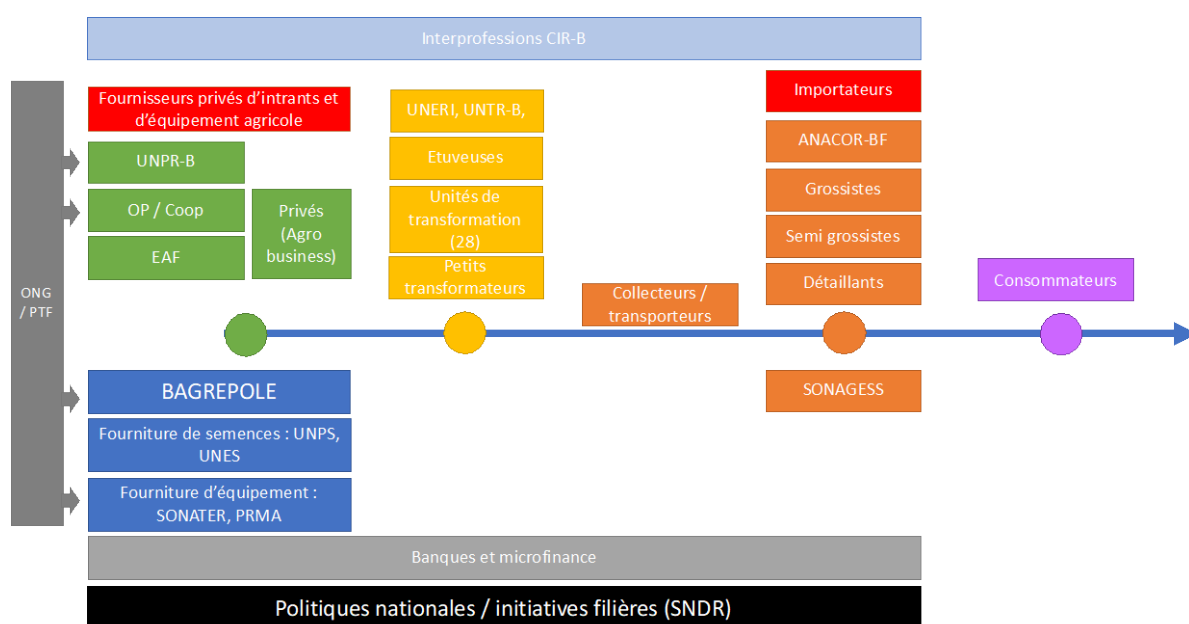 Interprofessions CIR-B
ONG
/ PTF
Fournisseurs privés d'intrants et
d'équipement agricole
UNPR-B
OP / Coop
EAF
Privés
(Agro
business)
UNERI, UNTR-B,
Etuveuses
Unités de
transformation
(28)
Petits
transformateurs
Collecteurs /
transporteurs
Importateurs
ANACOR-BF
Grossistes
Semi grossistes
Détaillants
Consommateurs
BAGREPOLE
Fourniture de semences : UNPS,
UNES
Fourniture d'équipement :
SONATER, PRMA
SONAGESS
Banques et microfinance
Politiques nationales / initiatives filières (SNDR)